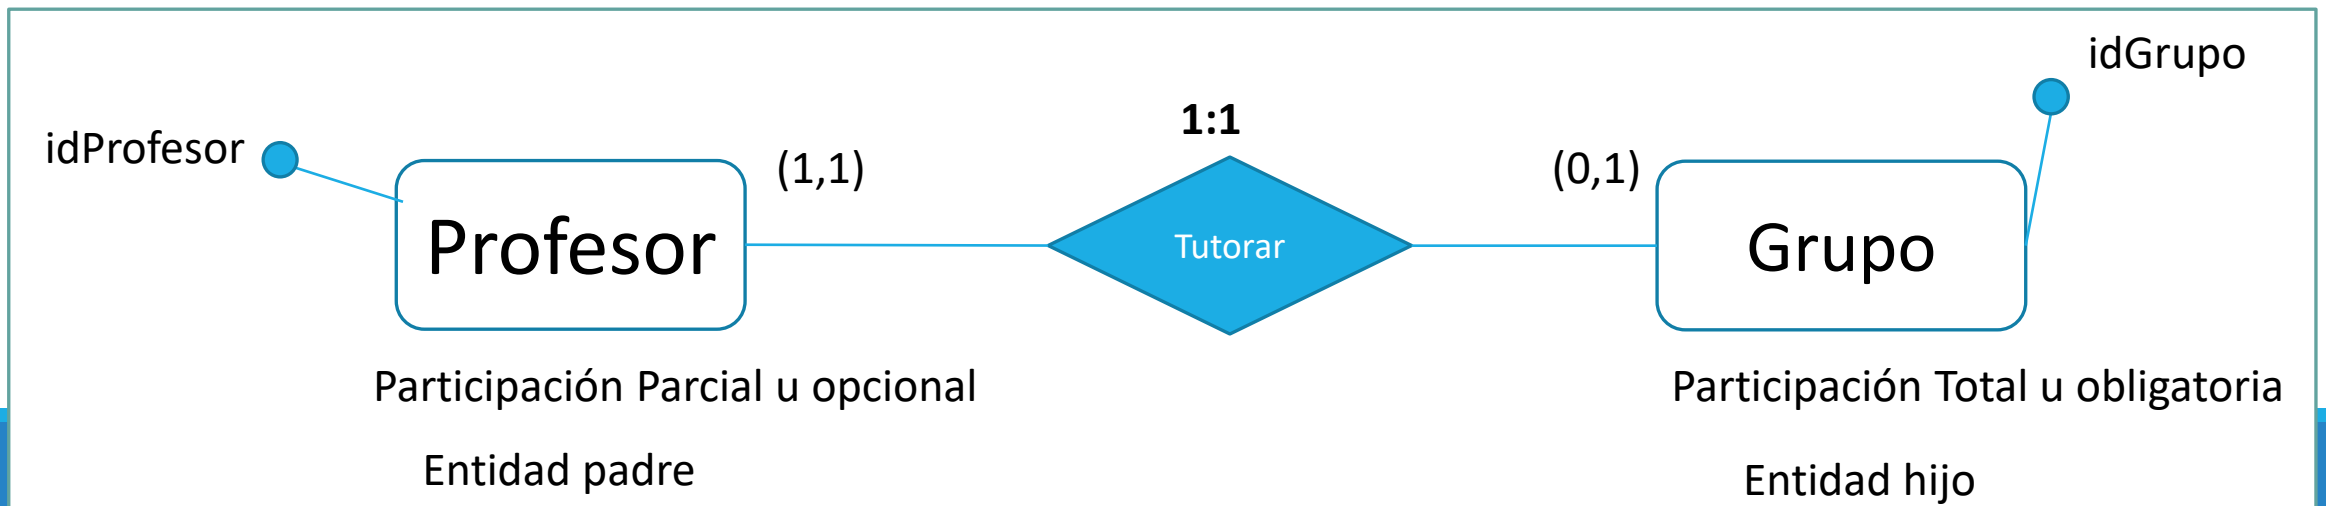 idGrupo
1:1
idProfesor
(1,1)
(0,1)
Profesor
Tutorar
Grupo
Participación Parcial u opcional
Participación Total u obligatoria
Entidad padre
Entidad hijo